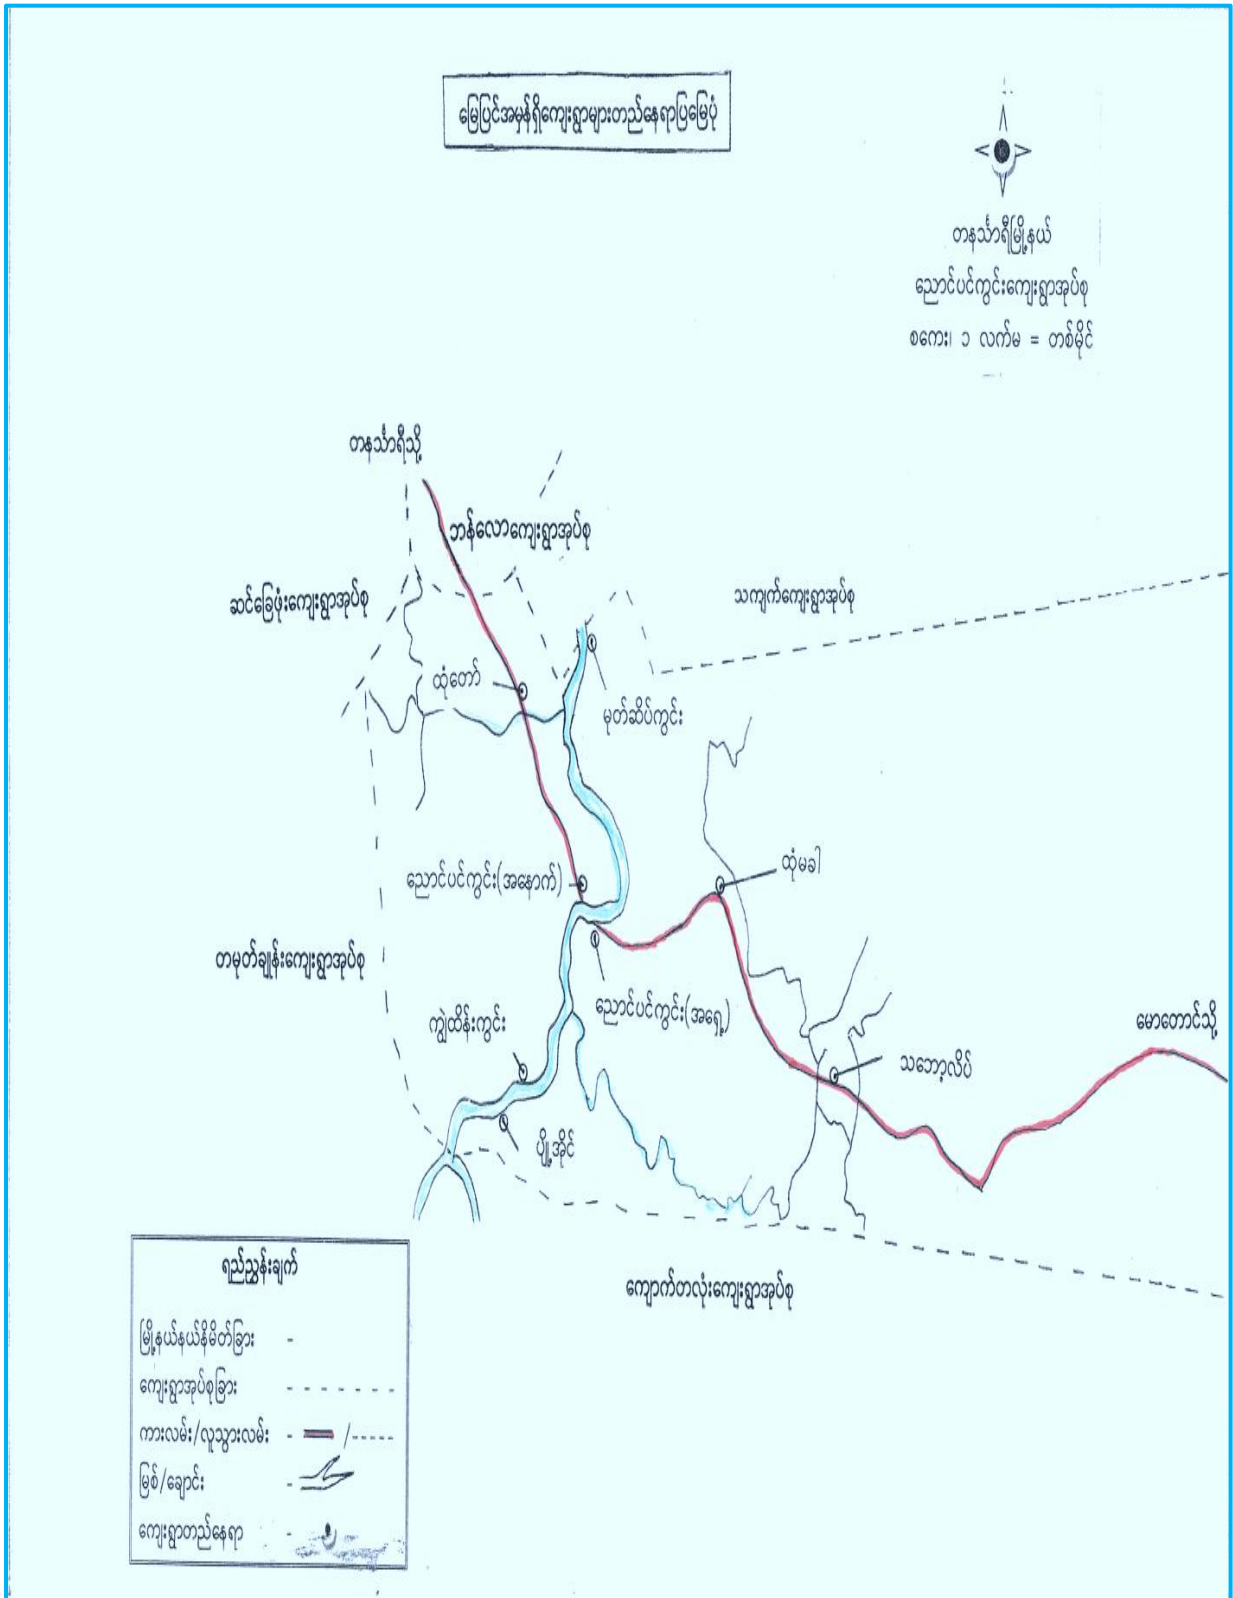 မြေပြင်အမှန်ရှိကျေးရွာများတည်နေရာပြမြေပုံ
တနင်္သာရီမြို့နယ်
ညောင်ပင်ကွင်းကျေးရွာအုပ်စု
စကေး၊ ၁ လက်မ = တစ်မိုင်
တနင်္သာရီသို့
ဘန်လောကျေးရွာအုပ်စု
ဆင်ခြေဖုံးကျေးရွာအုပ်စု
သကျက်ကျေးရွာအုပ်စု
ထုံတော်
မုတ်ဆိပ်ကွင်း
ထုံမခါ
ညောင်ပင်ကွင်း(အနောက်)
တမုတ်ချုန်းကျေးရွာအုပ်စု
ညောင်ပင်ကွင်း(အရှေ့)
ကျွဲထိန်းကွင်း
မောတောင်သို့
သဘော့လိပ်
ပျို့အိုင်
ကျောက်တလုံးကျေးရွာအုပ်စု
ရည်ညွှန်းချက်
မြို့နယ်နယ်နိမိတ်ခြား -
ကျေးရွာအုပ်စုခြား
ကားလမ်း/လူသွားလမ်း - /
မြစ်/ချောင်း -
ကျေးရွာတည်နေရာ -